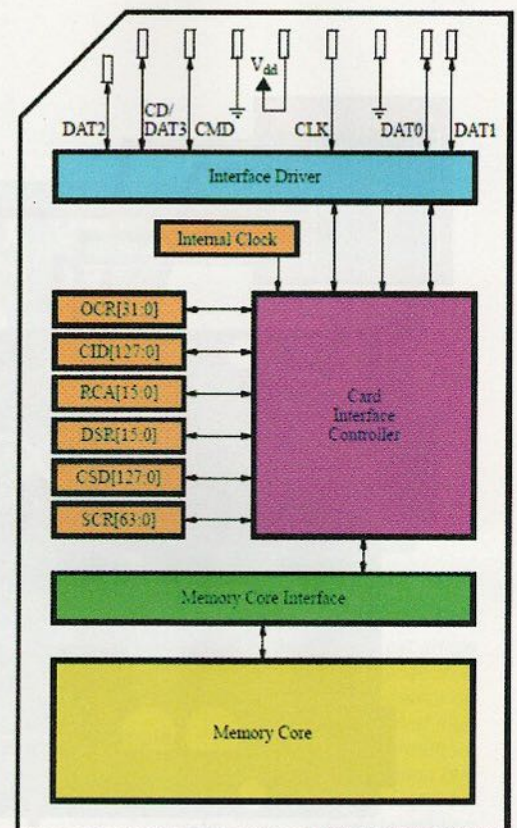 V_dd
CD/
DAT2 DAT3 CMD CLK DAT0 DAT1
Interface Driver
Internal Clock
OCR[31:0]
CID[127:0]
RCA[15:0]
DSR[15:0]
CSD[127:0]
SCR[63:0]
Card
Interface
Controller
Memory Core Interface
Memory Core